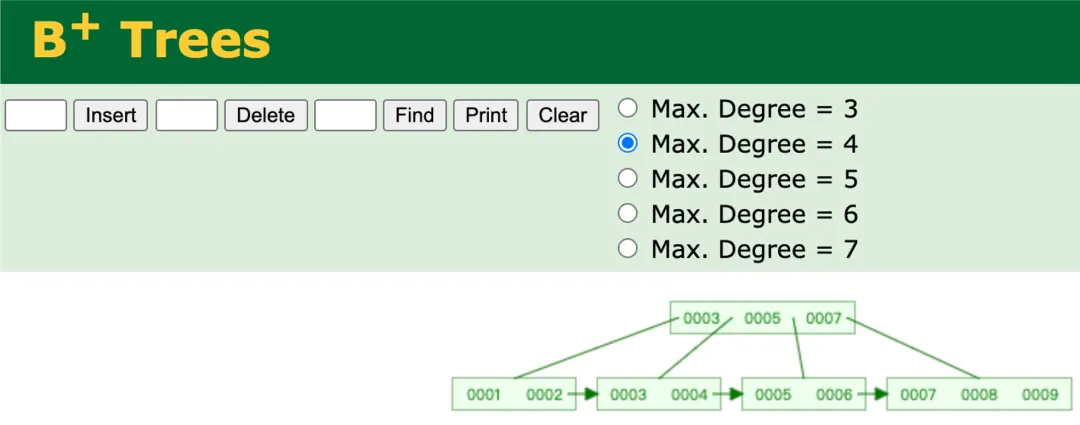 B+ Trees
Insert Delete Find Print Clear
Max. Degree = 3
Max. Degree = 4
Max. Degree = 5
Max. Degree = 6
Max. Degree = 7
0003 0005 0007
0001 0002 0003 0004 0005 0006 0007 0008 0009